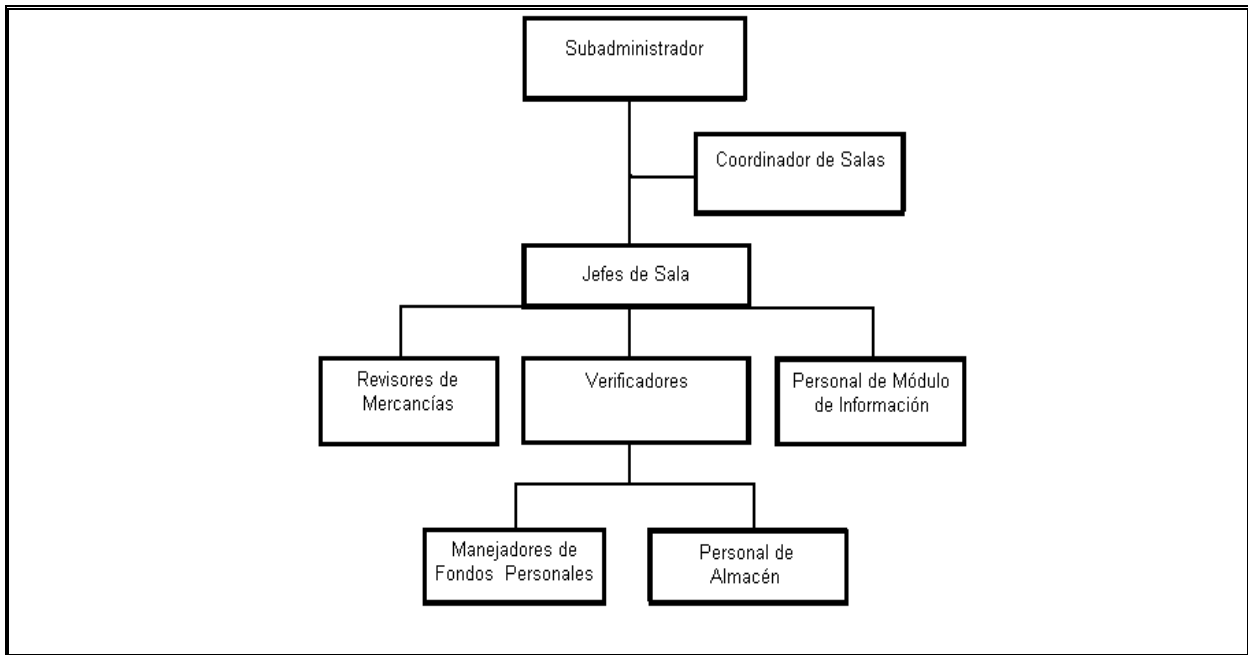 Subadministrador
Coordinador de Salas
Jefes de Sala
Revisores de
Mercancías
Verificadores
Personal de Módulo
de Información
Manejadores de
Fondos Personales
Personal de
Almacén